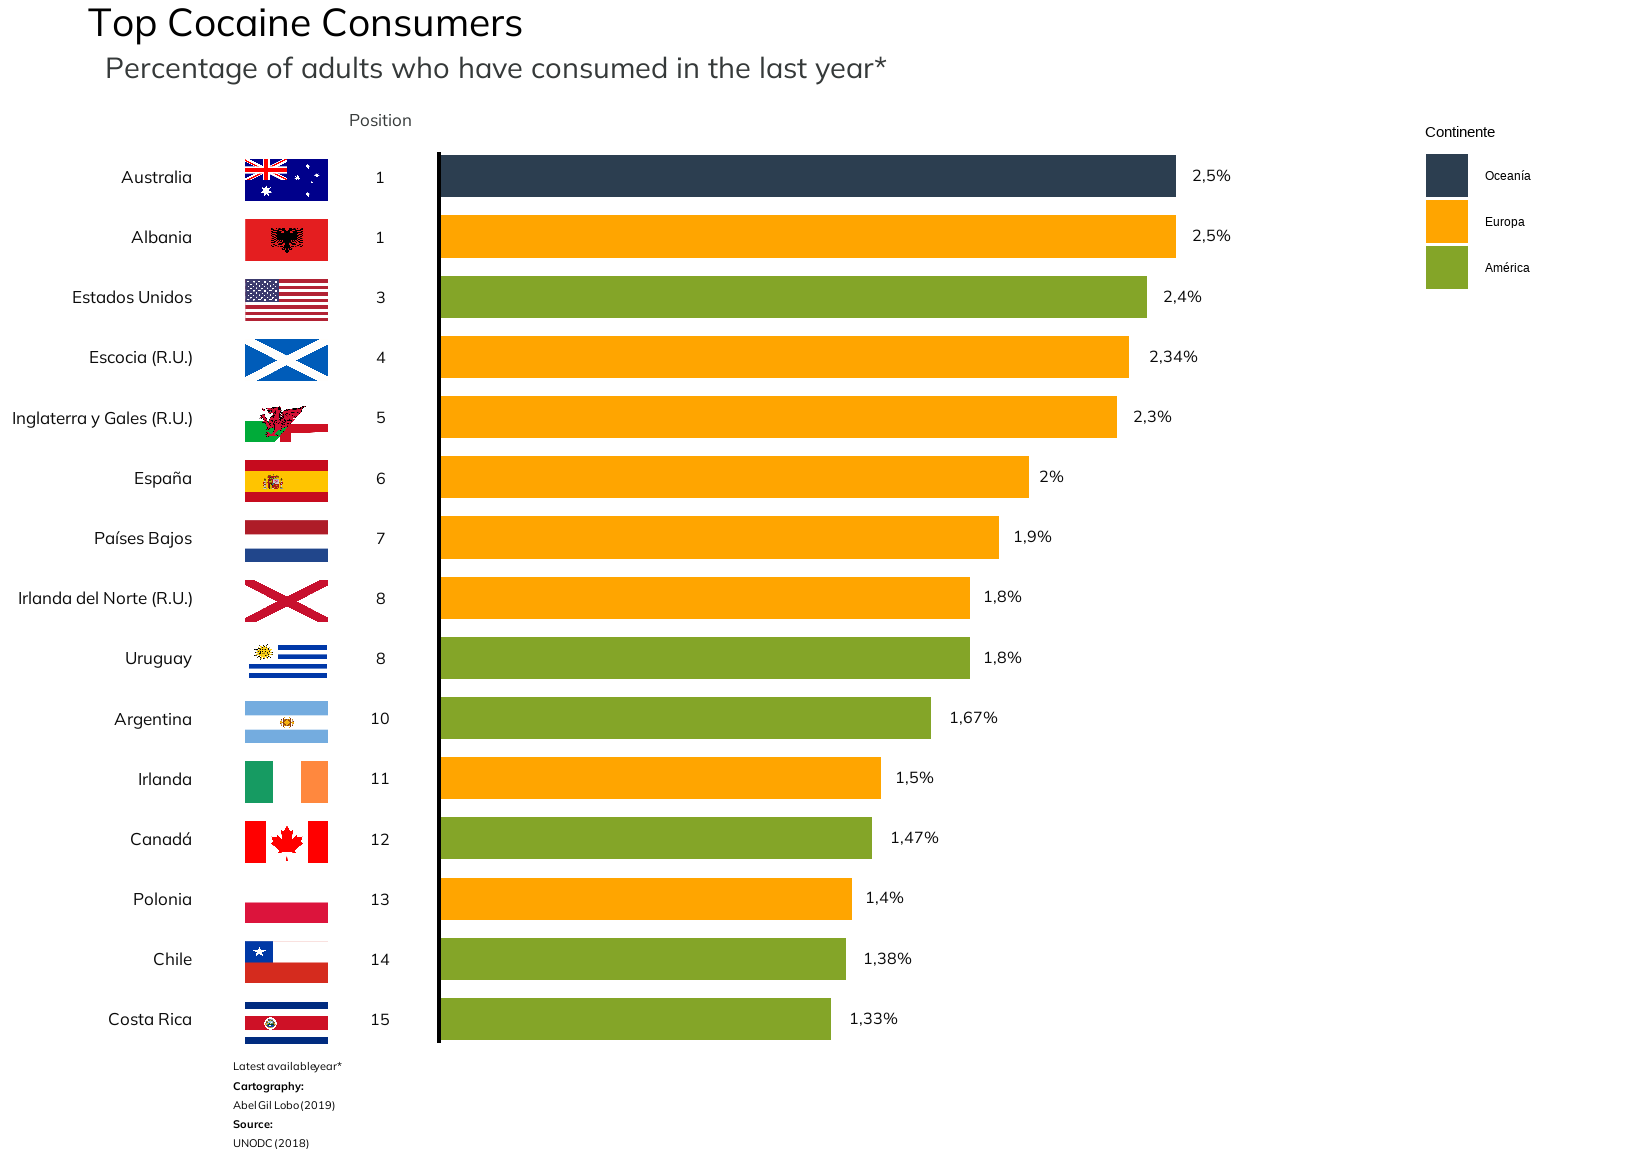 Top Cocaine Consumers
Percentage of adults who have consumed in the last year*
Position
Continente
Australia 1 2,5%
Oceanía
Albania 1 2,5%
Europa
Estados Unidos 3 2,4%
América
Escocia (R.U.) 4 2,34%
Inglaterra y Gales (R.U.) 5 2,3%
España 6 2%
Países Bajos 7 1,9%
Irlanda del Norte (R.U.) 8 1,8%
Uruguay 8 1,8%
Argentina 10 1,67%
Irlanda 11 1,5%
Canadá 12 1,47%
Polonia 13 1,4%
Chile 14 1,38%
Costa Rica 15 1,33%
Latest available year*
Cartography:
Abel Gil Lobo (2019)
Source:
UNODC (2018)